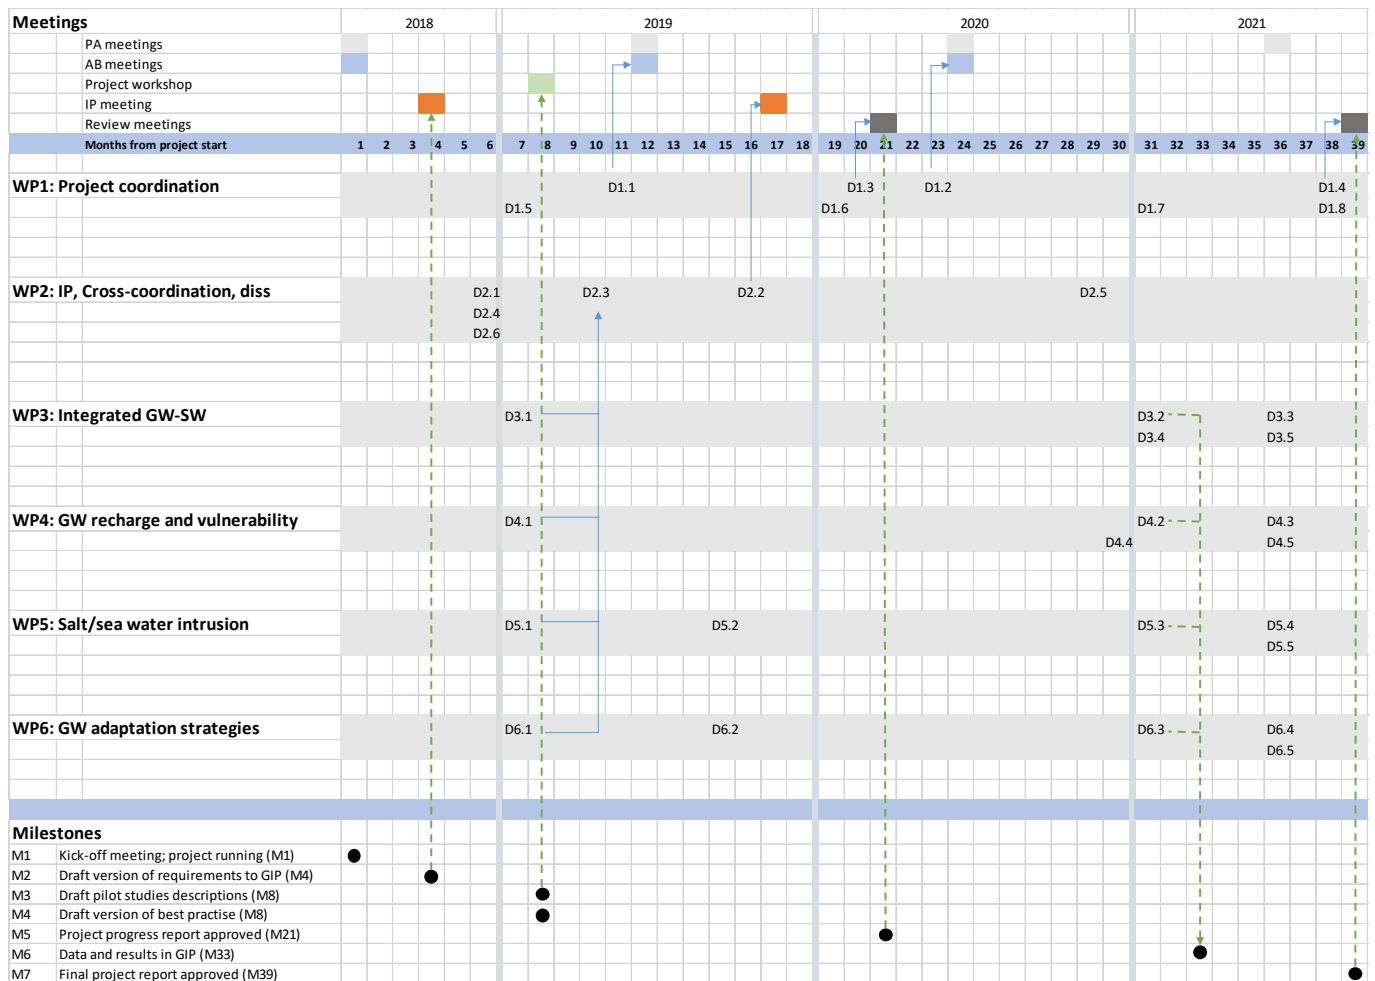 Meetings 2018 2019 2020 2021
PA meetings
AB meetings
Project workshop
IP meeting
Review meetings
Months from project start 1 2 3 4 5 6 7 8 9 10 11 12 13 14 15 16 17 18 19 20 21 22 23 24 25 26 27 28 29 30 31 32 33 34 35 36 37 38 39
WP1: Project coordination D1.1 D1.3 D1.2 D1.4
D1.5 D1.6 D1.7 D1.8
WP2: IP, Cross-coordination, diss D2.1 D2.3 D2.2 D2.5
D2.4
D2.6
WP3: Integrated GW-SW D3.1 D3.2 D3.3
D3.4 D3.5
WP4: GW recharge and vulnerability D4.1 D4.2 D4.3
D4.4 D4.5
WP5: Salt/sea water intrusion D5.1 D5.2 D5.3 D5.4
D5.5
WP6: GW adaptation strategies D6.1 D6.2 D6.3 D6.4
D6.5
Milestones
M1 Kick-off meeting; project running (M1)
M2 Draft version of requirements to GIP (M4)
M3 Draft pilot studies descriptions (M8)
M4 Draft version of best practise (M8)
M5 Project progress report approved (M21)
M6 Data and results in GIP (M33)
M7 Final project report approved (M39)